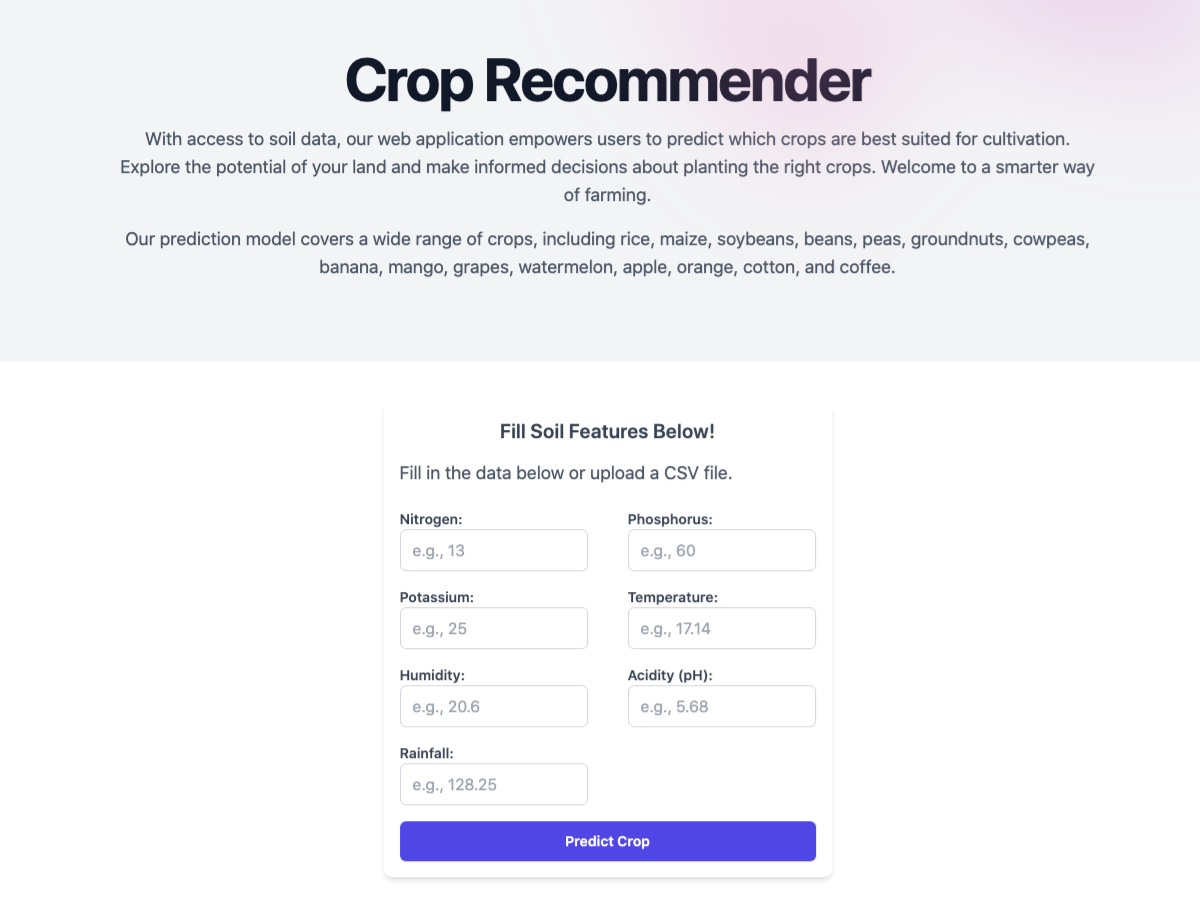 Crop Recommender
With access to soil data, our web application empowers users to predict which crops are best suited for cultivation.
Explore the potential of your land and make informed decisions about planting the right crops. Welcome to a smarter way
of farming.
Our prediction model covers a wide range of crops, including rice, maize, soybeans, beans, peas, groundnuts, cowpeas,
banana, mango, grapes, watermelon, apple, orange, cotton, and coffee.
Fill Soil Features Below!
Fill in the data below or upload a CSV file.
Nitrogen:
e.g., 13
Phosphorus:
e.g., 60
Potassium:
e.g., 25
Temperature:
e.g., 17.14
Humidity:
e.g., 20.6
Acidity (pH):
e.g., 5.68
Rainfall:
e.g., 128.25
Predict Crop